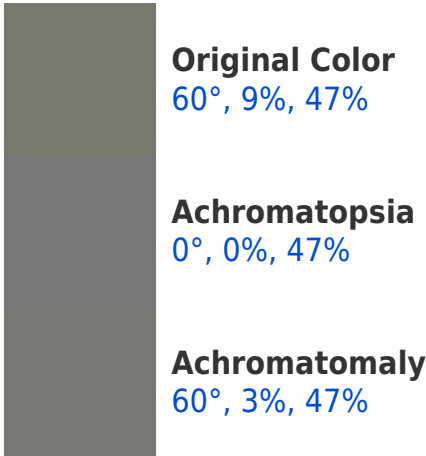 Original Color
60°, 9%, 47%
Achromatopsia
0°, 0%, 47%
Achromatomaly
60°, 3%, 47%